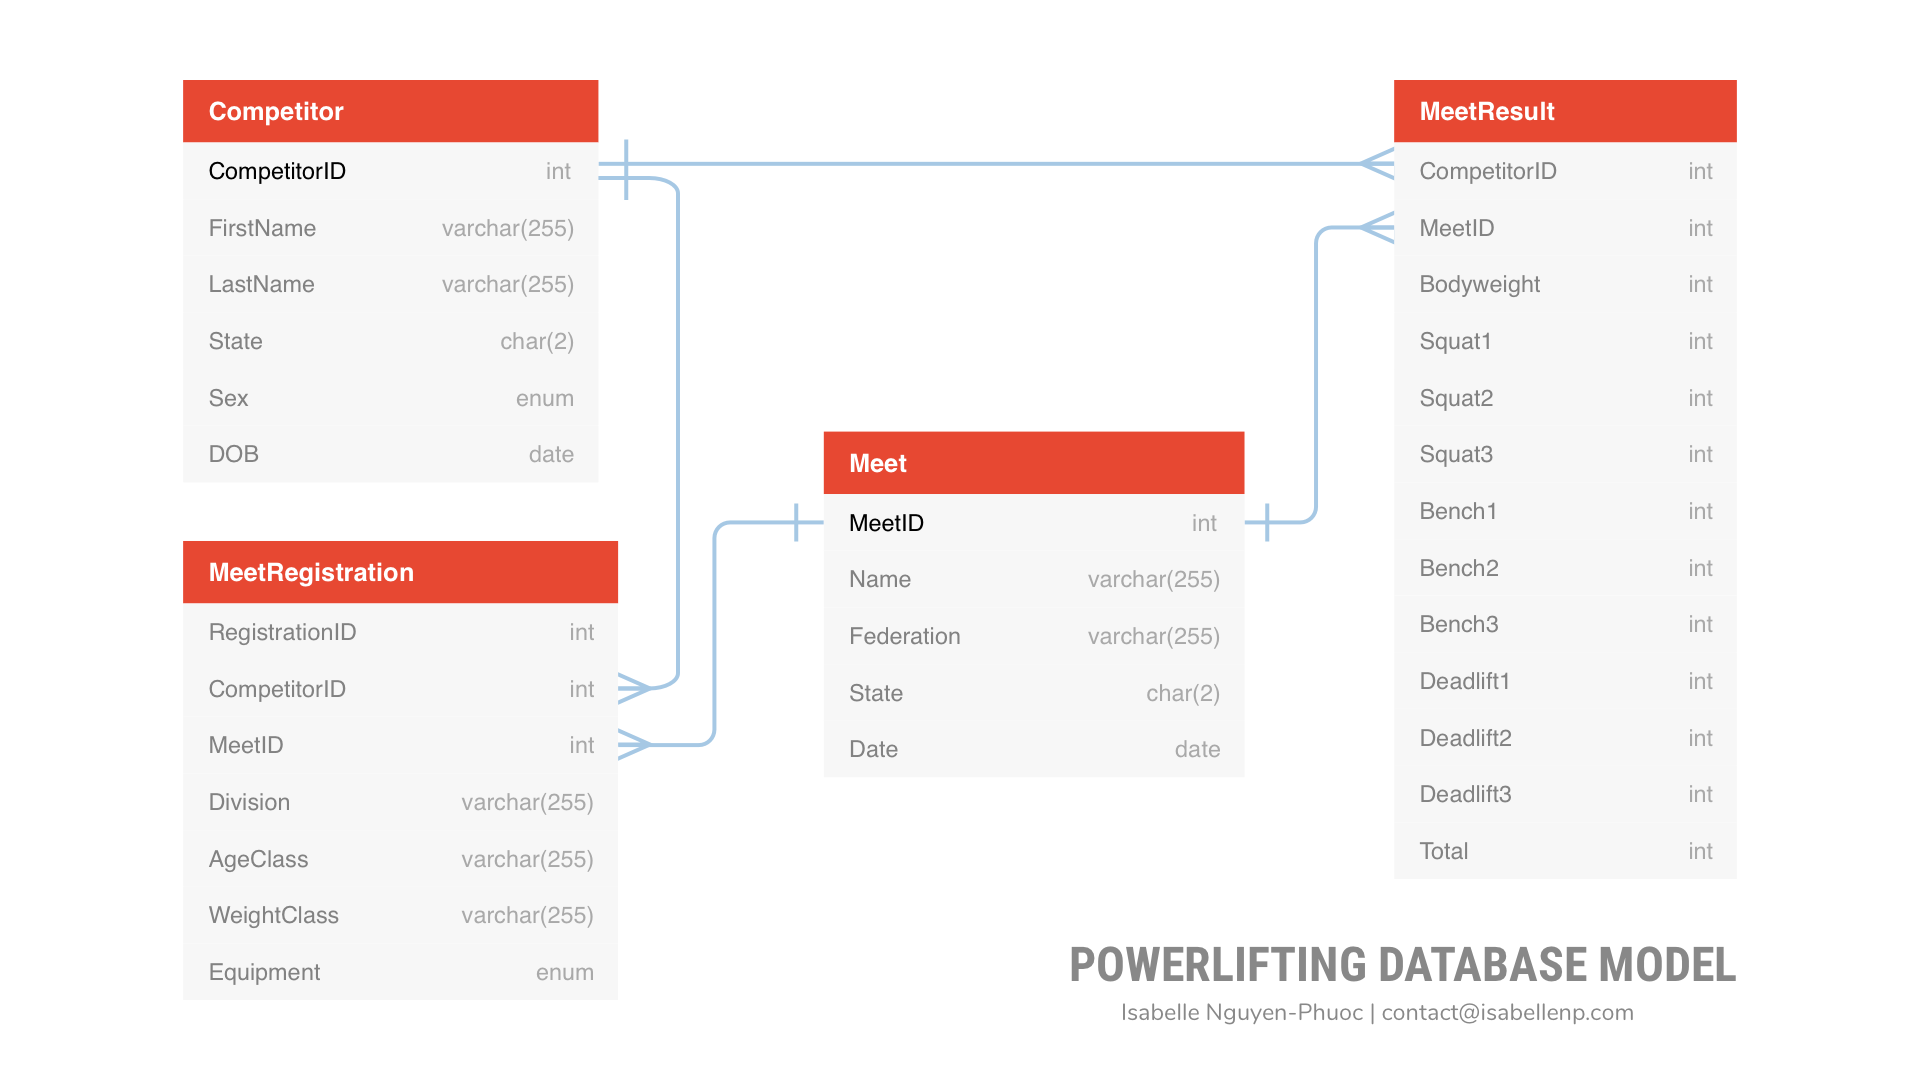 Competitor
CompetitorID int
FirstName varchar(255)
LastName varchar(255)
State char(2)
Sex enum
DOB date
MeetRegistration
RegistrationID int
CompetitorID int
MeetID int
Division varchar(255)
AgeClass varchar(255)
WeightClass varchar(255)
Equipment enum
Meet
MeetID int
Name varchar(255)
Federation varchar(255)
State char(2)
Date date
MeetResult
CompetitorID int
MeetID int
Bodyweight int
Squat1 int
Squat2 int
Squat3 int
Bench1 int
Bench2 int
Bench3 int
Deadlift1 int
Deadlift2 int
Deadlift3 int
Total int
POWERLIFTING DATABASE MODEL
Isabelle Nguyen-Phuoc | contact@isabellenp.com